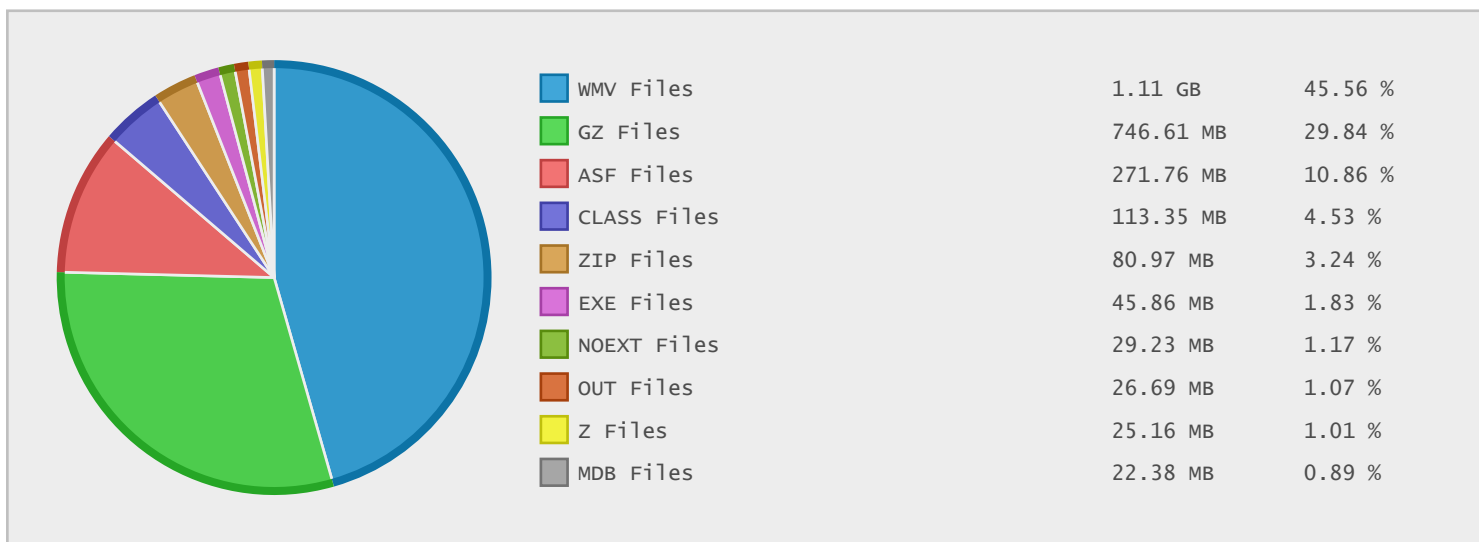 WMV Files 1.11 GB 45.56 %
GZ Files 746.61 MB 29.84 %
ASF Files 271.76 MB 10.86 %
CLASS Files 113.35 MB 4.53 %
ZIP Files 80.97 MB 3.24 %
EXE Files 45.86 MB 1.83 %
NOEXT Files 29.23 MB 1.17 %
OUT Files 26.69 MB 1.07 %
Z Files 25.16 MB 1.01 %
MDB Files 22.38 MB 0.89 %